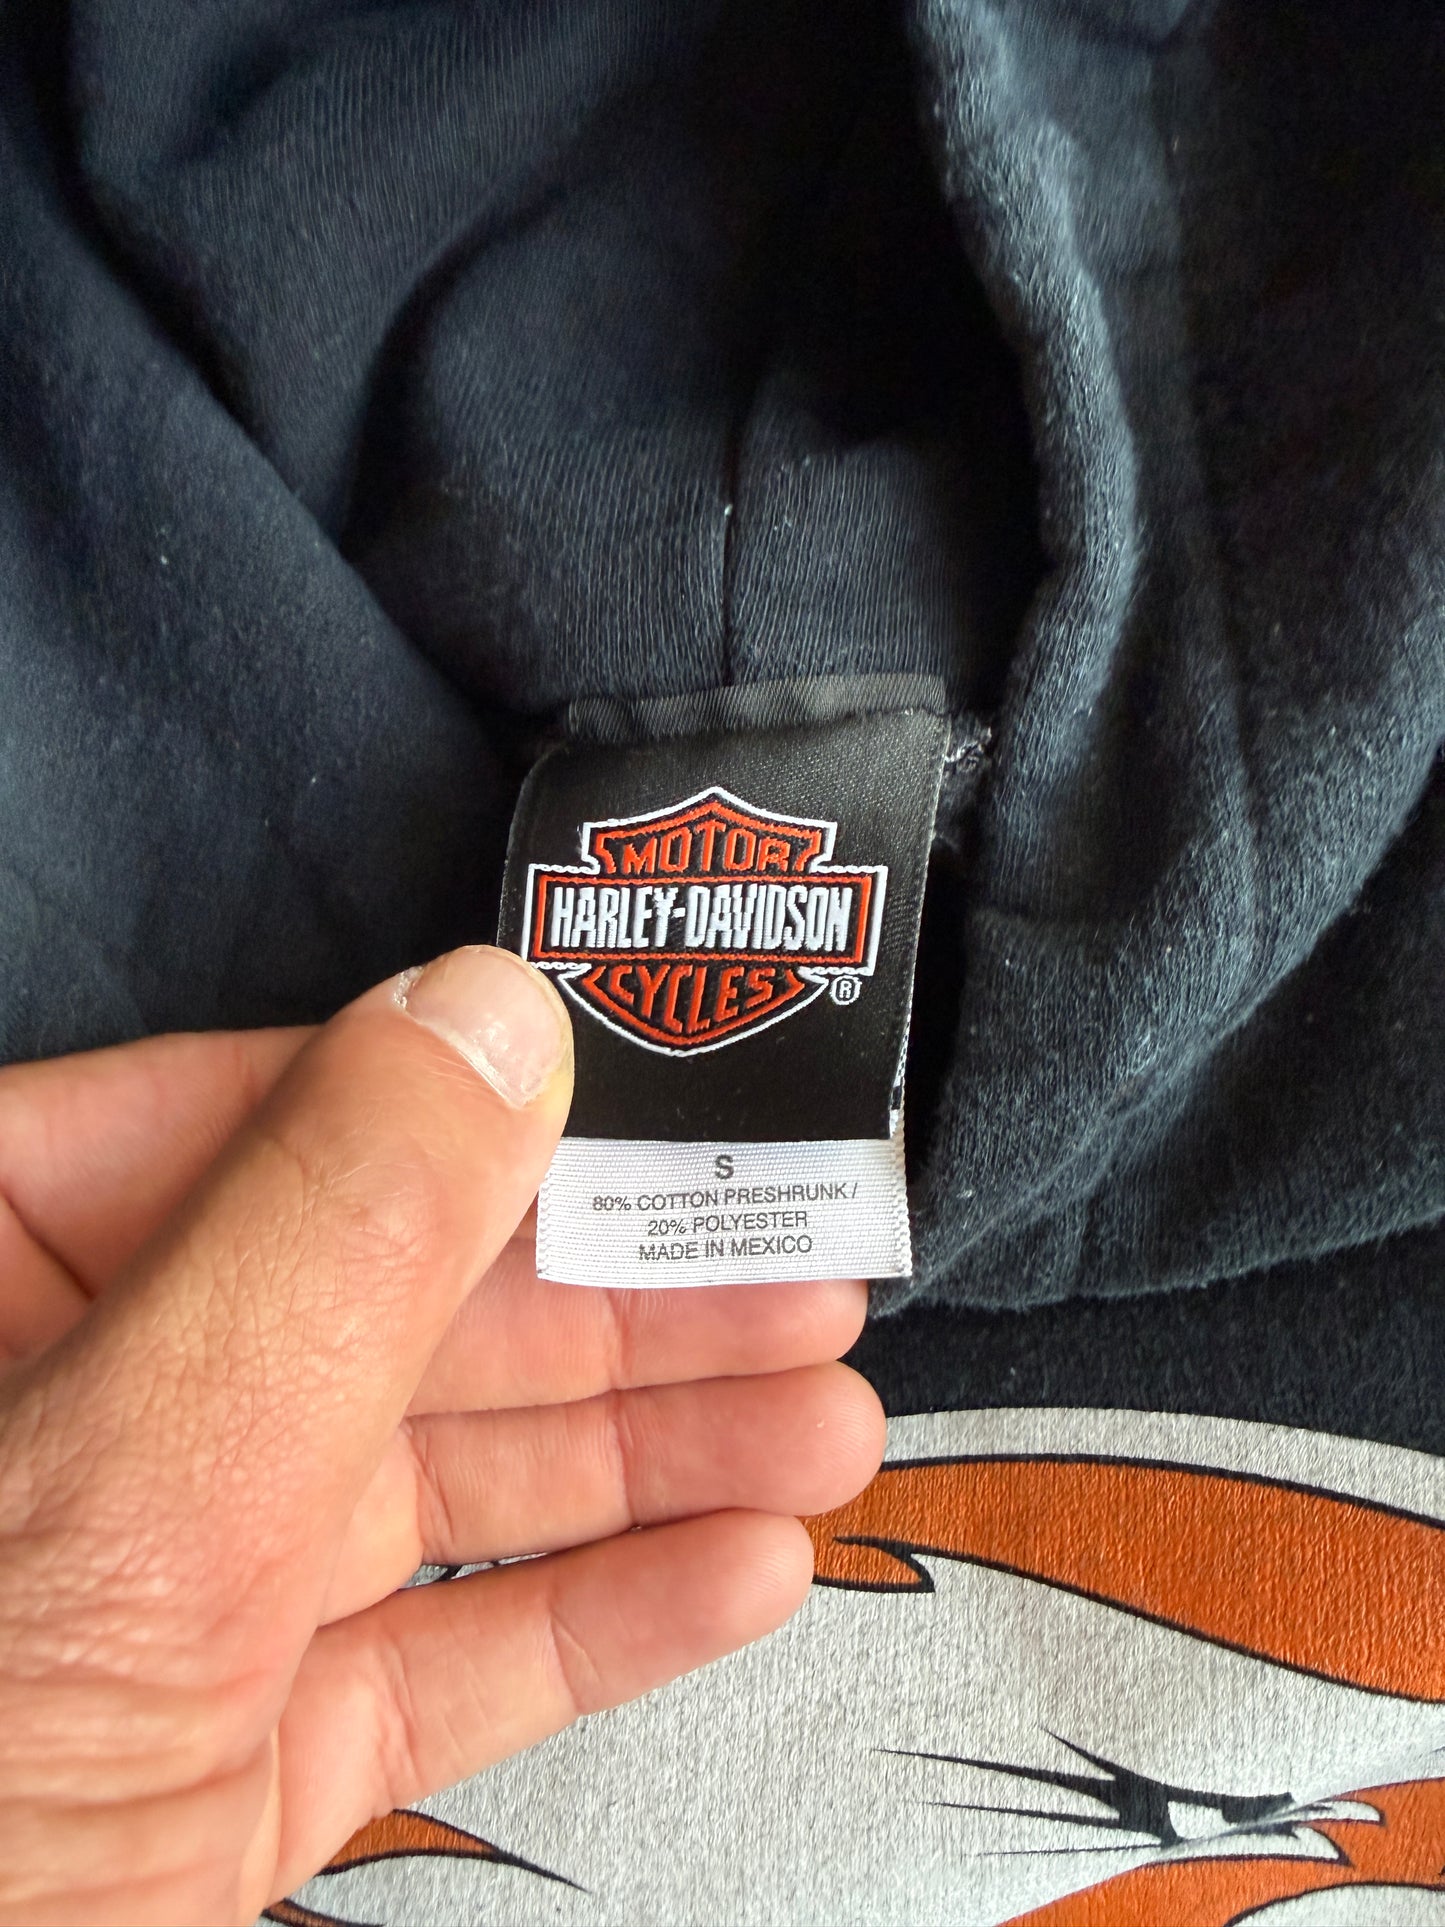 MOTOR
HARLEY-DAVIDSON
CYCLES
®
S
80% COTTON PRESHRUNK /
20% POLYESTER
MADE IN MEXICO